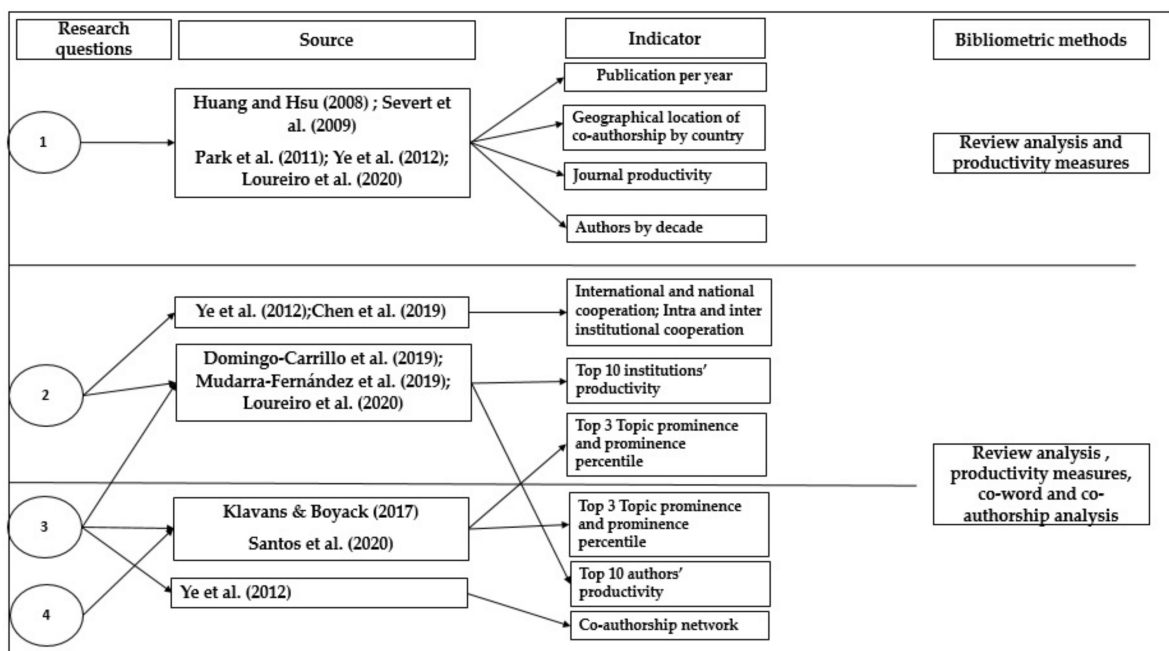 Research
questions
Source
Indicator
Bibliometric methods
1
Huang and Hsu (2008) ; Severt et
al. (2009)
Park et al. (2011); Ye et al. (2012);
Loureiro et al. (2020)
Publication per year
Geographical location of
co-authorship by country
Journal productivity
Authors by decade
Review analysis and
productivity measures
2
Ye et al. (2012);Chen et al. (2019)
Domingo-Carrillo et al. (2019);
Mudarra-Fernández et al. (2019);
Loureiro et al. (2020)
International and national
cooperation; Intra and inter
institutional cooperation
Top 10 institutions'
productivity
Top 3 Topic prominence
and prominence
percentile
Review analysis ,
productivity measures,
co-word and co-
authorship analysis
3
Klavans & Boyack (2017)
Santos et al. (2020)
Top 3 Topic prominence
and prominence
percentile
4
Ye et al. (2012)
Top 10 authors'
productivity
Co-authorship network